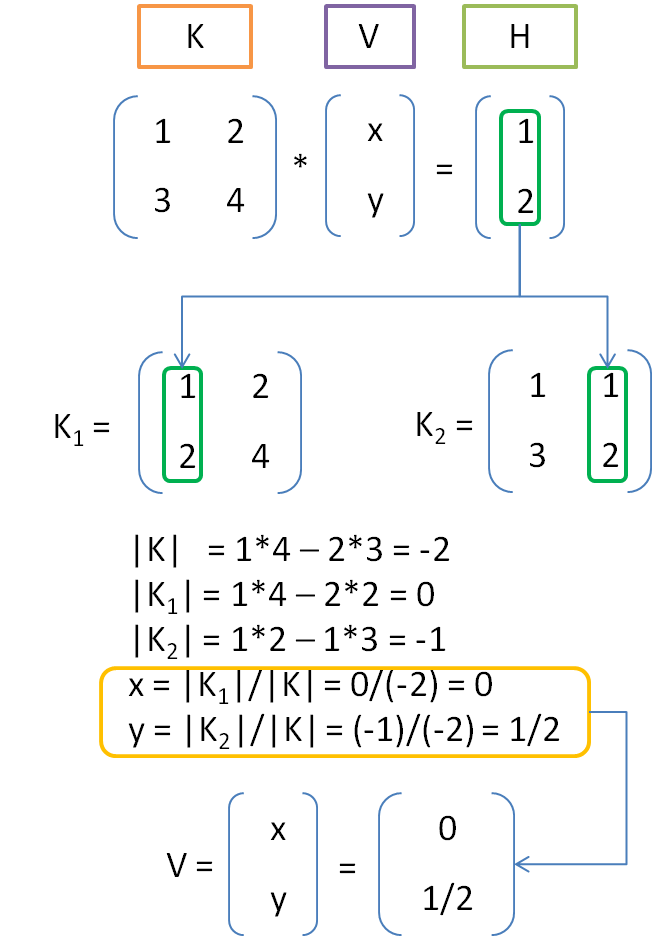 K V H
1 2 x 1
* =
3 4 y 2
1 2 1 1
K₁ = K₂ =
2 4 3 2
|K| = 1*4 – 2*3 = -2
|K₁| = 1*4 – 2*2 = 0
|K₂| = 1*2 – 1*3 = -1
x = |K₁|/|K| = 0/(-2) = 0
y = |K₂|/|K| = (-1)/(-2) = 1/2
x 0
V = =
y 1/2